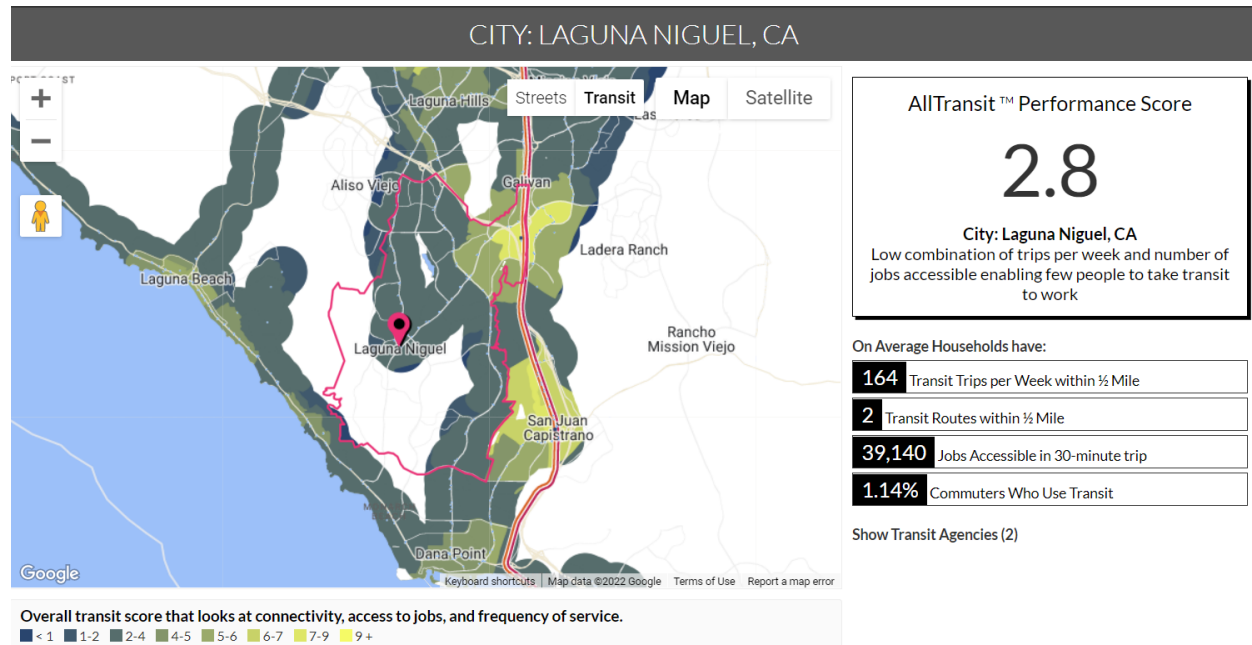 CITY: LAGUNA NIGUEL, CA
Laguna Hills
Streets
Transit
Map
Satellite
Aliso Viejo
Galivan
Ladera Ranch
Laguna Beach
Rancho
Mission Viejo
Laguna Niguel
San Juan
Capistrano
Dana Point
Google
Keyboard shortcuts
Map data ©2022 Google
Terms of Use
Report a map error
Overall transit score that looks at connectivity, access to jobs, and frequency of service.
< 1 1-2 2-4 4-5 5-6 6-7 7-9 9 +
AllTransit ™ Performance Score
2.8
City: Laguna Niguel, CA
Low combination of trips per week and number of
jobs accessible enabling few people to take transit
to work
On Average Households have:
164 Transit Trips per Week within ½ Mile
2 Transit Routes within ½ Mile
39,140 Jobs Accessible in 30-minute trip
1.14% Commuters Who Use Transit
Show Transit Agencies (2)